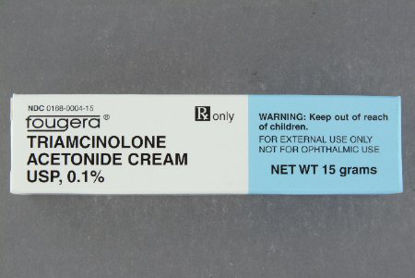 NDC 0168-0004-15
fougera®
TRIAMCINOLONE
ACETONIDE CREAM
USP, 0.1%
Rx only
WARNING: Keep out of reach
of children.
FOR EXTERNAL USE ONLY
NOT FOR OPHTHALMIC USE
NET WT 15 grams